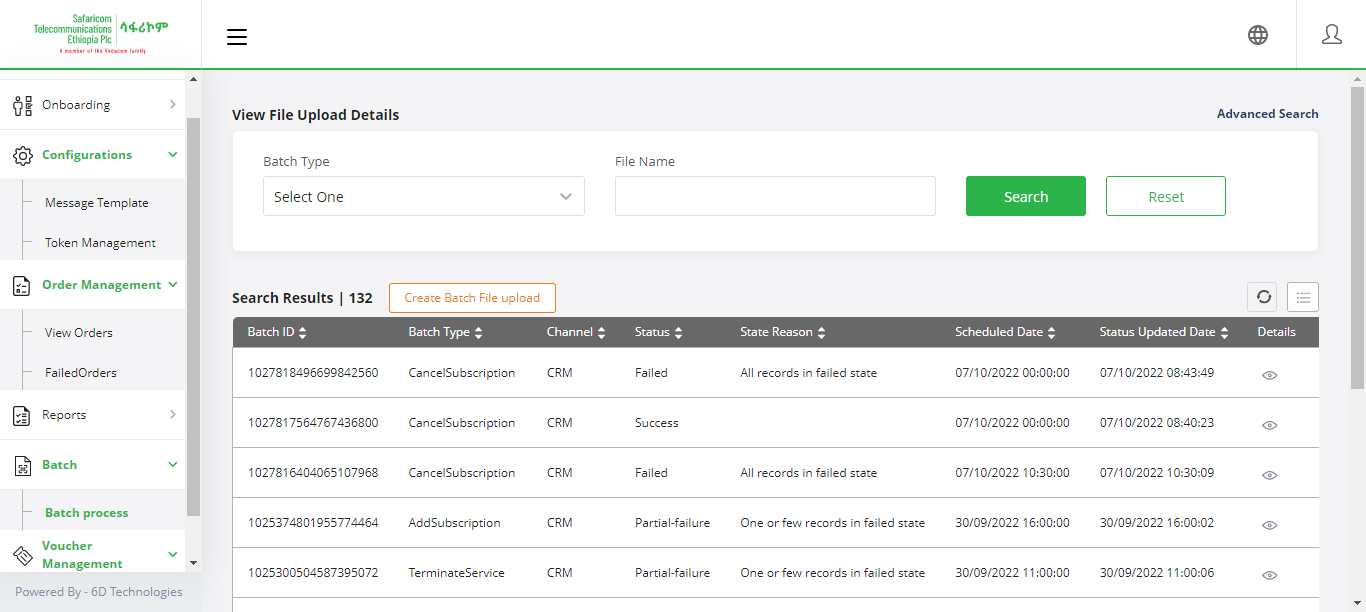 Safaricom
Telecommunications
Ethiopia Plc
ሳፋሪኮም
A member of the Vodacom family
Onboarding
Configurations
Message Template
Token Management
Order Management
View Orders
FailedOrders
Reports
Batch
Batch process
Voucher
Management
Powered By - 6D Technologies
View File Upload Details
Advanced Search
Batch Type
File Name
Select One
Search
Reset
Search Results | 132
Create Batch File upload
Batch ID Batch Type Channel Status State Reason Scheduled Date Status Updated Date Details
1027818496699842560 CancelSubscription CRM Failed All records in failed state 07/10/2022 00:00:00 07/10/2022 08:43:49
1027817564767436800 CancelSubscription CRM Success 07/10/2022 00:00:00 07/10/2022 08:40:23
1027816404065107968 CancelSubscription CRM Failed All records in failed state 07/10/2022 10:30:00 07/10/2022 10:30:09
1025374801955774464 AddSubscription CRM Partial-failure One or few records in failed state 30/09/2022 16:00:00 30/09/2022 16:00:02
1025300504587395072 TerminateService CRM Partial-failure One or few records in failed state 30/09/2022 11:00:00 30/09/2022 11:00:06